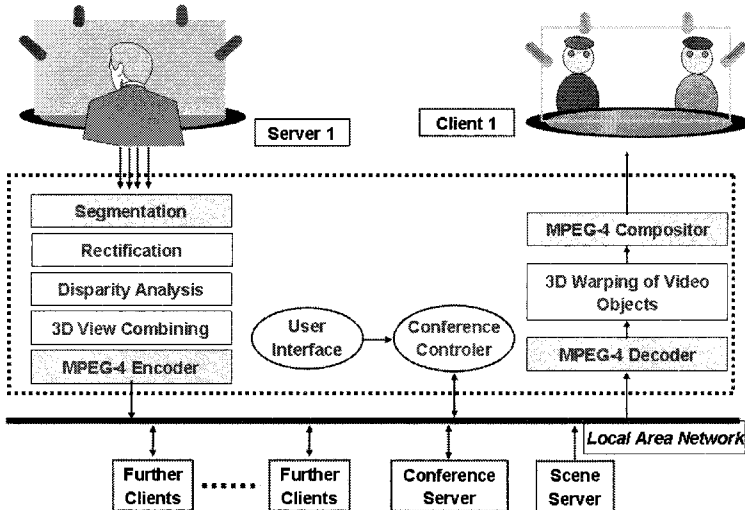 Server 1
Client 1
Segmentation
Rectification
Disparity Analysis
3D View Combining
MPEG-4 Encoder
User
Interface
Conference
Controler
MPEG-4 Compositor
3D Warping of Video
Objects
MPEG-4 Decoder
Local Area Network
Further
Clients
Further
Clients
Conference
Server
Scene
Server